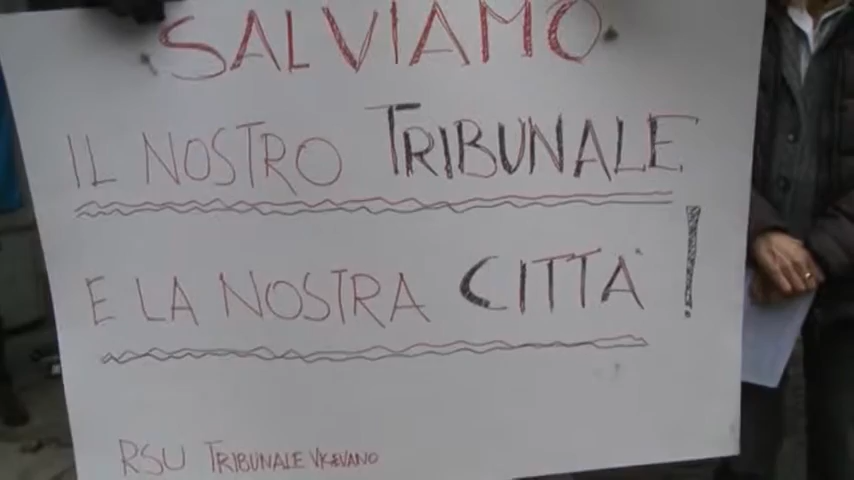 SALVIAMO
IL NOSTRO TRIBUNALE
E LA NOSTRA CITTÀ!
RSU TRIBUNALE VIGEVANO